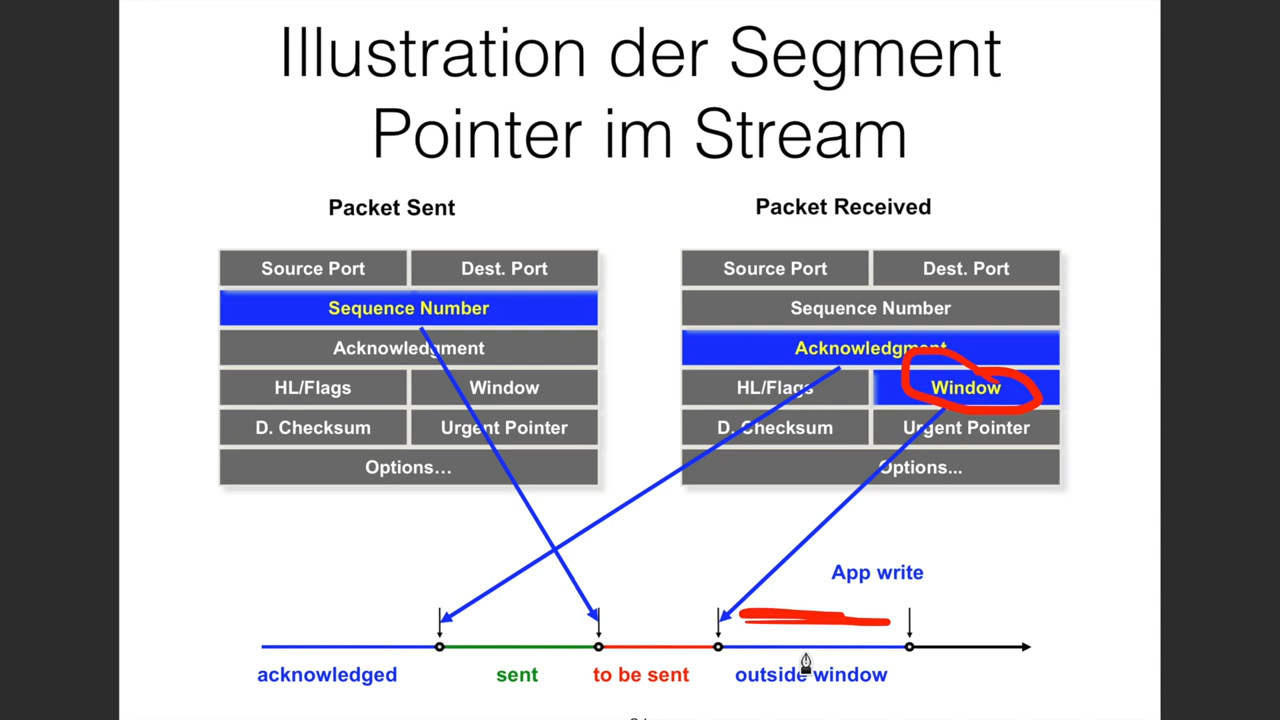 Illustration der Segment
Pointer im Stream
Packet Sent
Source Port Dest. Port
Sequence Number
Acknowledgment
HL/Flags Window
D. Checksum Urgent Pointer
Options…
Packet Received
Source Port Dest. Port
Sequence Number
Acknowledgment
HL/Flags Window
D. Checksum Urgent Pointer
Options...
App write
acknowledged sent to be sent outside window